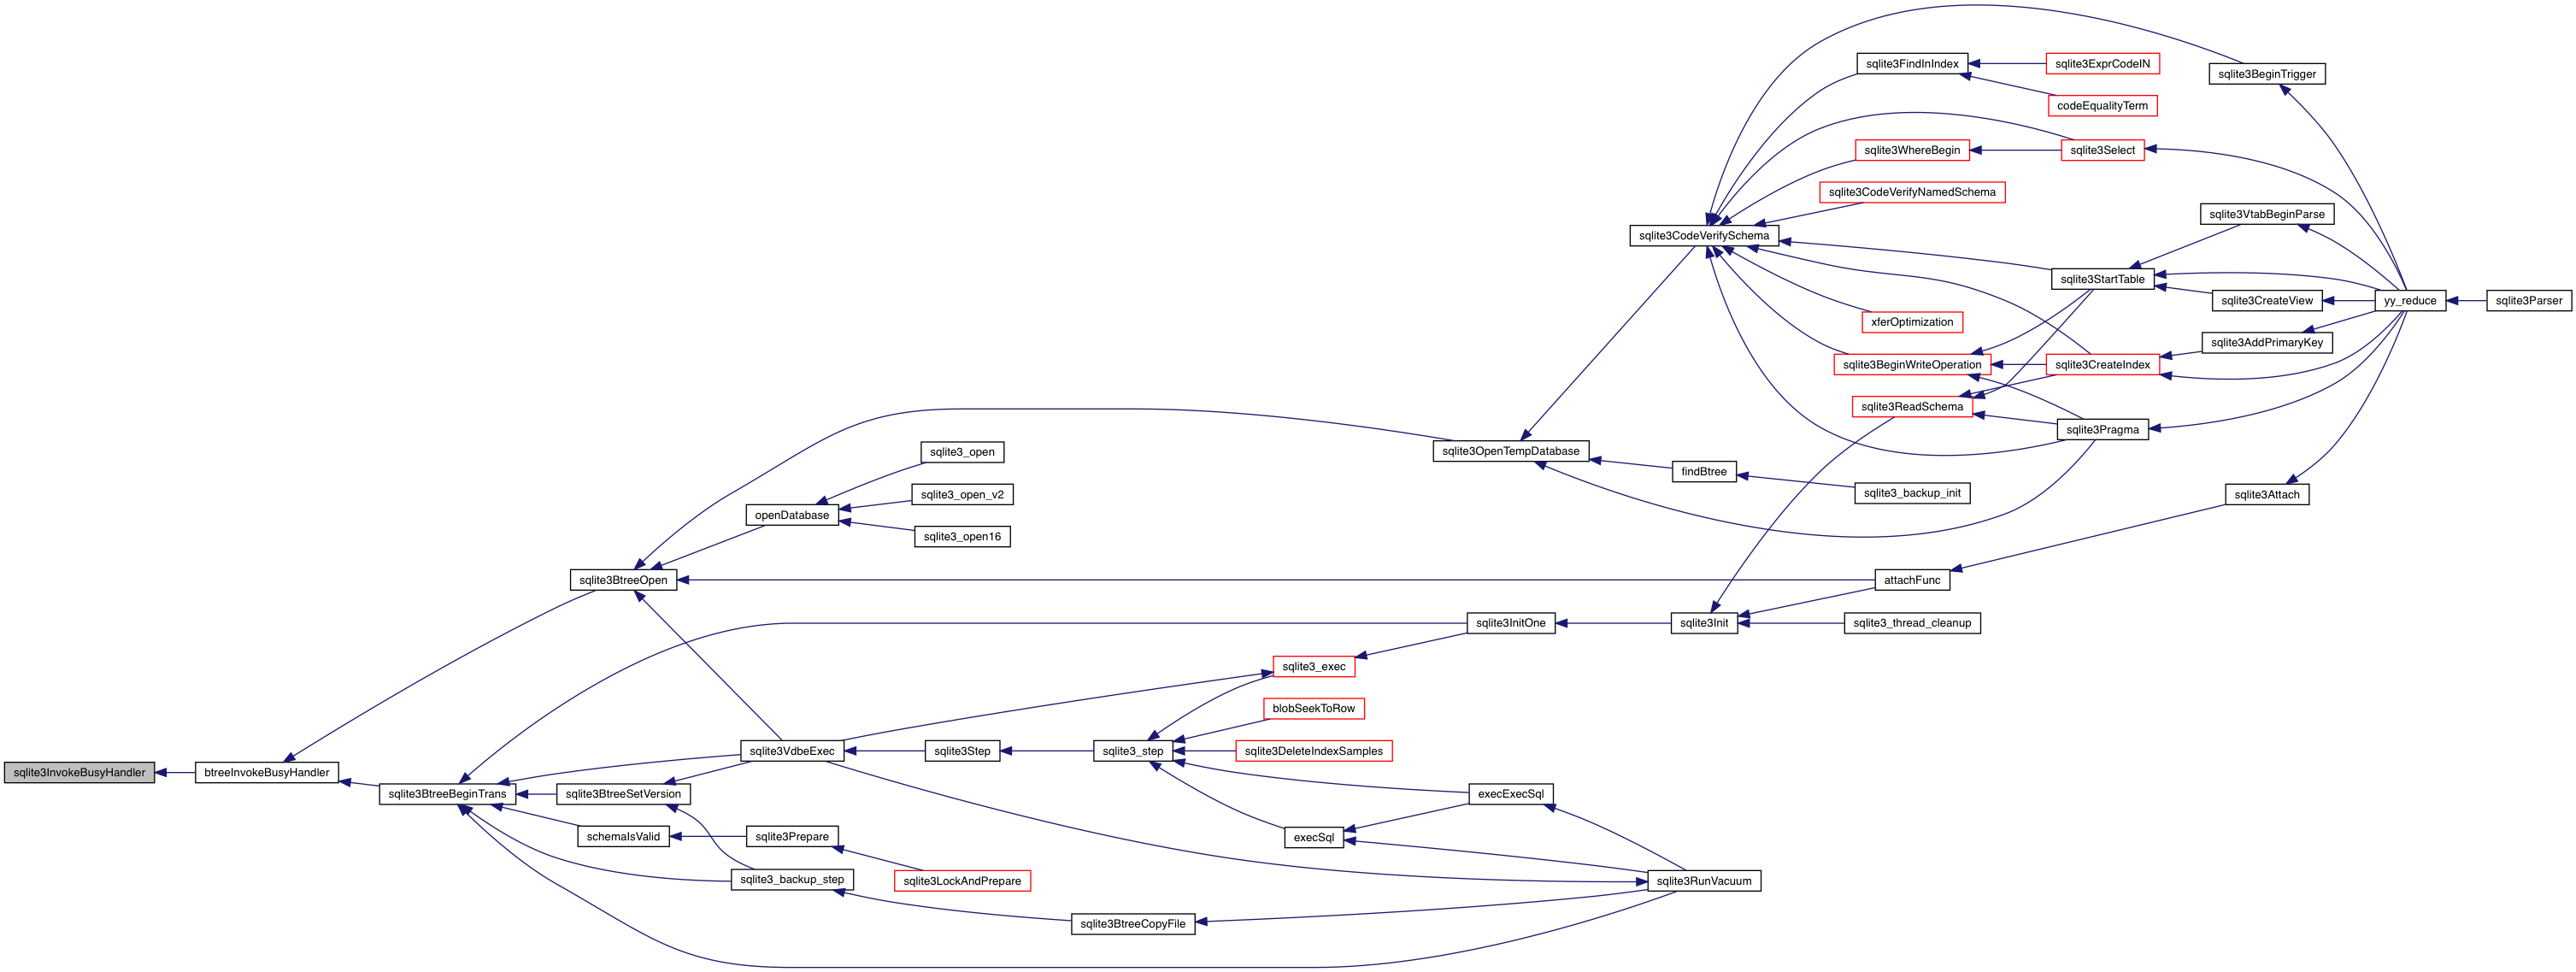 sqlite3InvokeBusyHandler
btreeInvokeBusyHandler
sqlite3BtreeOpen
sqlite3BtreeBeginTrans
openDatabase
sqlite3_open
sqlite3_open_v2
sqlite3_open16
sqlite3VdbeExec
sqlite3BtreeSetVersion
schemaIsValid
sqlite3Prepare
sqlite3LockAndPrepare
sqlite3_backup_step
sqlite3BtreeCopyFile
sqlite3Step
sqlite3_step
sqlite3_exec
blobSeekToRow
sqlite3DeleteIndexSamples
execSql
execExecSql
sqlite3RunVacuum
sqlite3InitOne
sqlite3Init
sqlite3_thread_cleanup
attachFunc
sqlite3OpenTempDatabase
findBtree
sqlite3_backup_init
sqlite3CodeVerifySchema
sqlite3FindInIndex
sqlite3ExprCodeIN
codeEqualityTerm
sqlite3WhereBegin
sqlite3Select
sqlite3CodeVerifyNamedSchema
sqlite3StartTable
xferOptimization
sqlite3BeginWriteOperation
sqlite3CreateIndex
sqlite3ReadSchema
sqlite3Pragma
sqlite3BeginTrigger
sqlite3VtabBeginParse
sqlite3CreateView
sqlite3AddPrimaryKey
sqlite3Attach
yy_reduce
sqlite3Parser